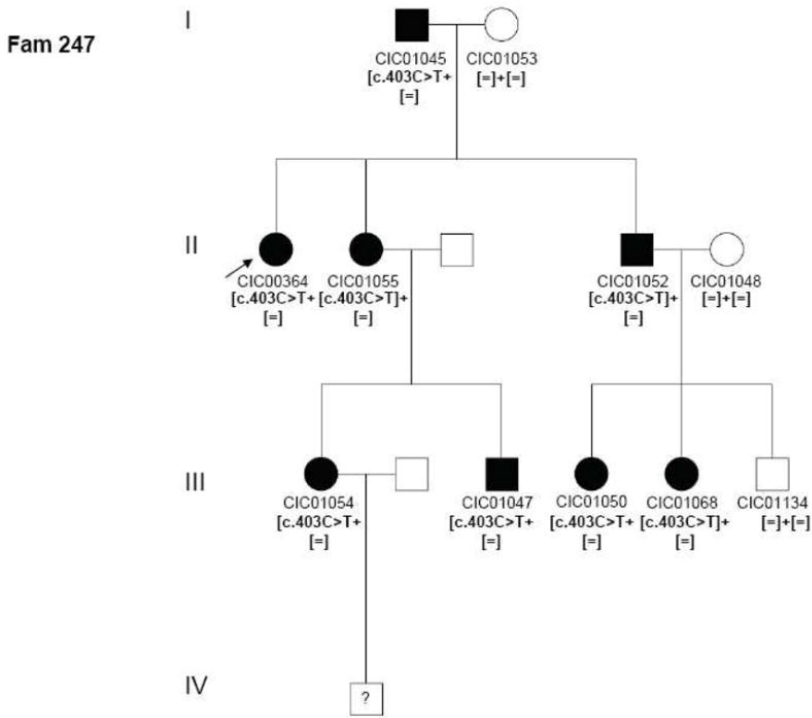 I
Fam 247
CIC01045 CIC01053
[c.403C>T+ [=]+[=]
[=]
II
CIC00364 CIC01055 CIC01052 CIC01048
[c.403C>T+ [c.403C>T]+ [c.403C>T]+ [=]+[=]
[=] [=] [=]
III
CIC01054 CIC01047 CIC01050 CIC01068 CIC01134
[c.403C>T+ [c.403C>T+ [c.403C>T+ [c.403C>T]+ [=]+[=]
[=] [=] [=] [=]
IV
?